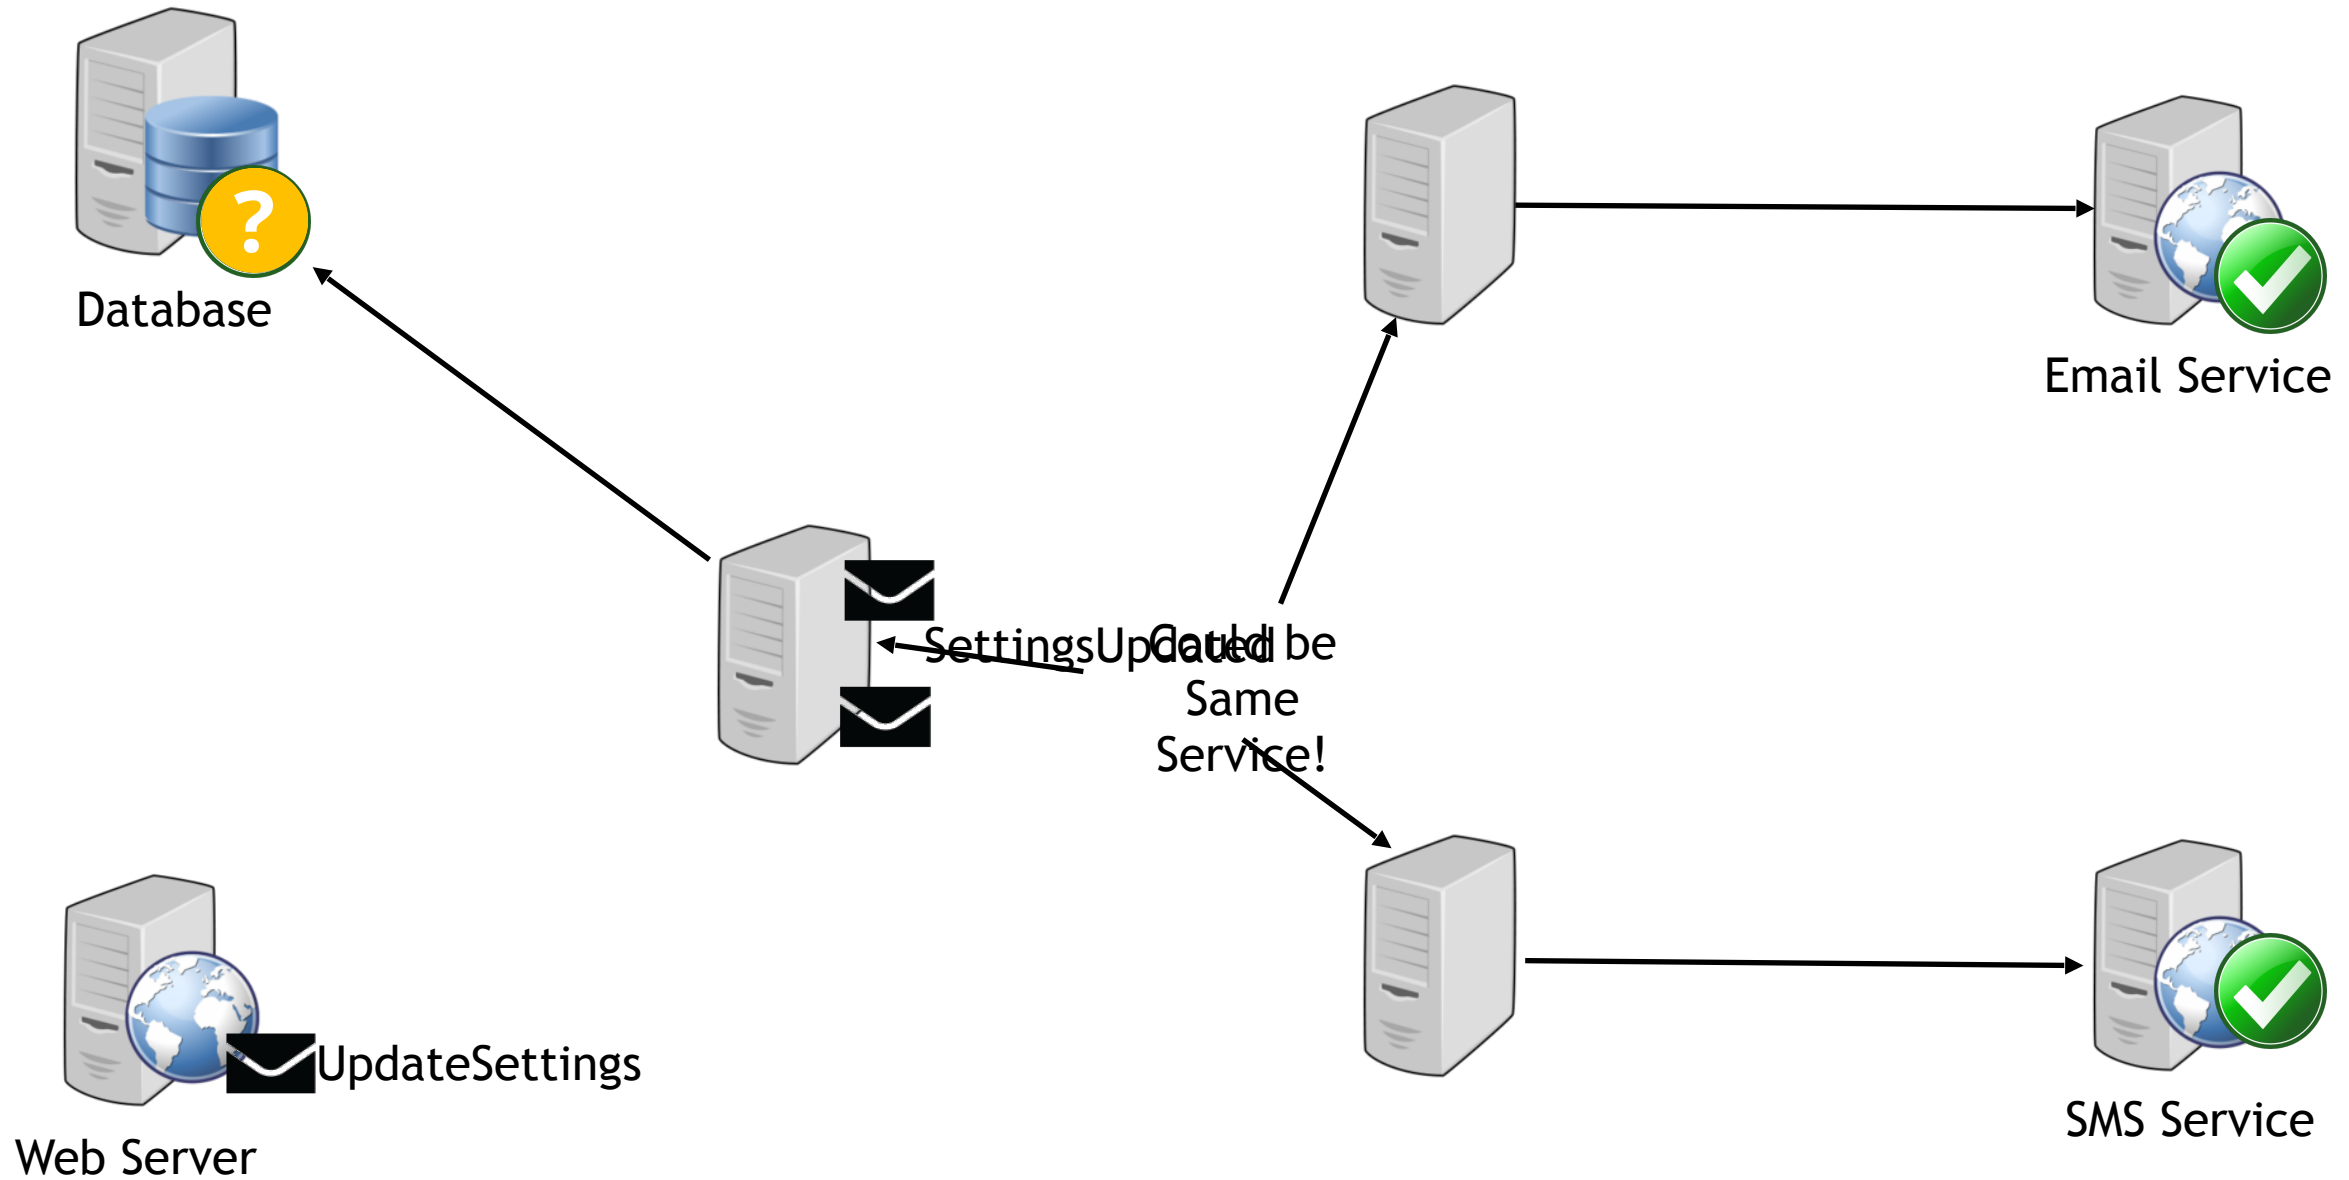 ?
Database
Email Service
SettingsUpdated
Could be
Same
Service!
UpdateSettings
Web Server
SMS Service